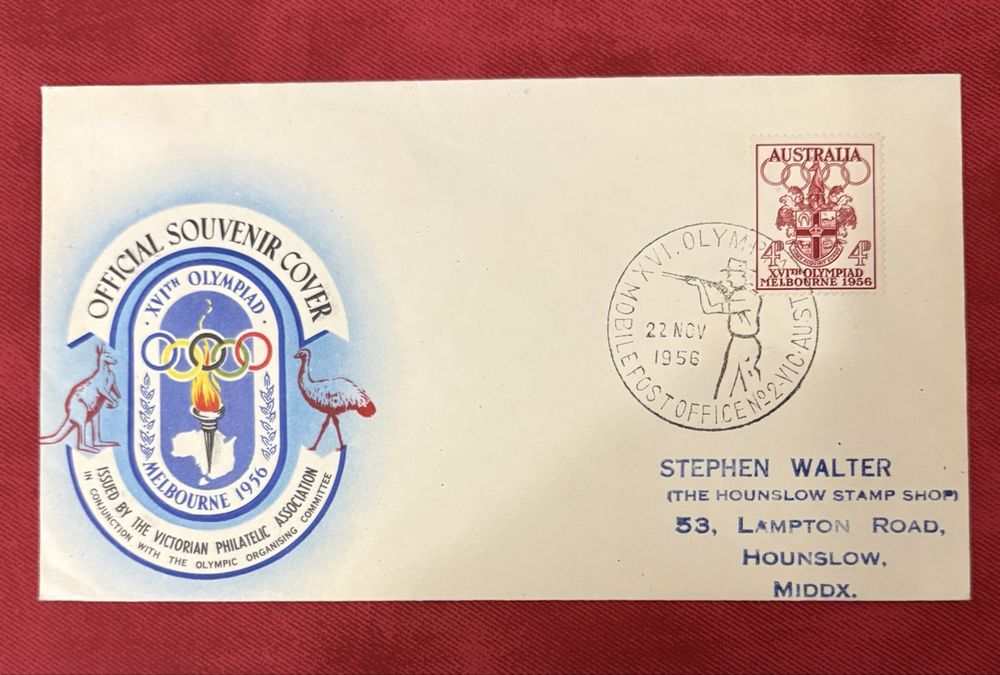 OFFICIAL SOUVENIR COVER
XVITH OLYMPIAD
MELBOURNE 1956
ISSUED BY THE VICTORIAN PHILATELIC ASSOCIATION
IN CONJUNCTION WITH THE OLYMPIC ORGANISING COMMITTEE
AUSTRALIA
4D 4D
XVITH OLYMPIAD
MELBOURNE 1956
XVI. OLYMPIA
22 NOV
1956
MOBILE POST OFFICE No 2 · VIC · AUST
STEPHEN WALTER
(THE HOUNSLOW STAMP SHOP)
53, LAMPTON ROAD,
HOUNSLOW,
MIDDX.